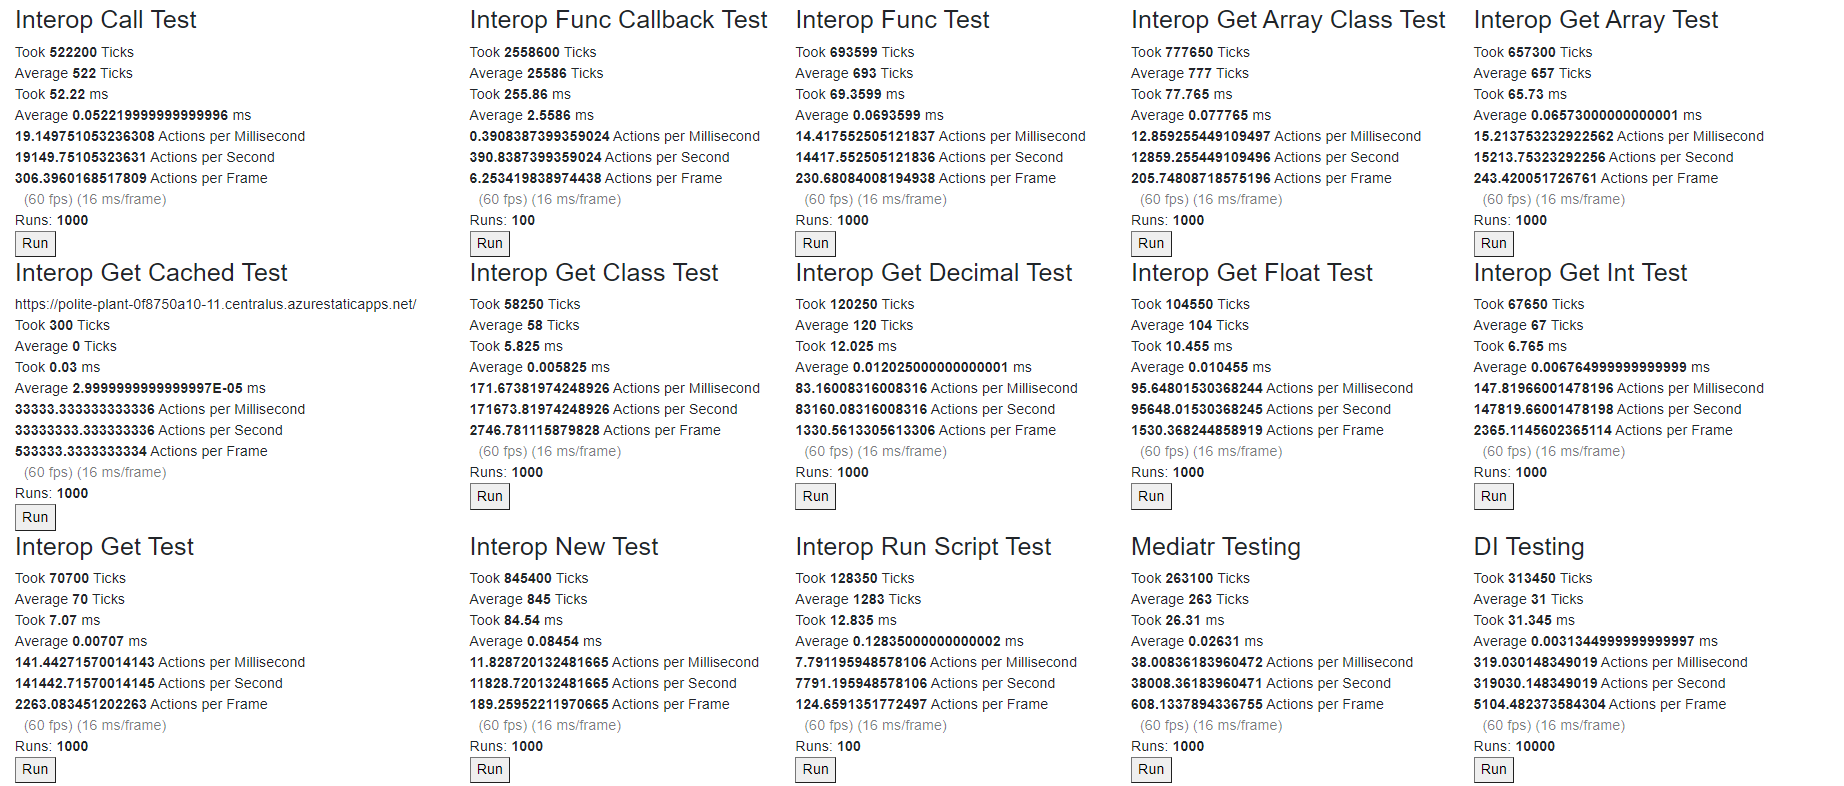 Interop Call Test
Took 522200 Ticks
Average 522 Ticks
Took 52.22 ms
Average 0.052219999999999996 ms
19.149751053236308 Actions per Millisecond
19149.75105323631 Actions per Second
306.3960168517809 Actions per Frame
(60 fps) (16 ms/frame)
Runs: 1000
Run
Interop Func Callback Test
Took 2558600 Ticks
Average 25586 Ticks
Took 255.86 ms
Average 2.5586 ms
0.3908387399359024 Actions per Millisecond
390.8387399359024 Actions per Second
6.253419838974438 Actions per Frame
(60 fps) (16 ms/frame)
Runs: 100
Run
Interop Func Test
Took 693599 Ticks
Average 693 Ticks
Took 69.3599 ms
Average 0.0693599 ms
14.417552505121837 Actions per Millisecond
14417.552505121836 Actions per Second
230.68084008194938 Actions per Frame
(60 fps) (16 ms/frame)
Runs: 1000
Run
Interop Get Array Class Test
Took 777650 Ticks
Average 777 Ticks
Took 77.765 ms
Average 0.077765 ms
12.859255449109497 Actions per Millisecond
12859.255449109496 Actions per Second
205.74808718575196 Actions per Frame
(60 fps) (16 ms/frame)
Runs: 1000
Run
Interop Get Array Test
Took 657300 Ticks
Average 657 Ticks
Took 65.73 ms
Average 0.06573000000000001 ms
15.213753232922562 Actions per Millisecond
15213.75323292256 Actions per Second
243.420051726761 Actions per Frame
(60 fps) (16 ms/frame)
Runs: 1000
Run
Interop Get Cached Test
https://polite-plant-0f8750a10-11.centralus.azurestaticapps.net/
Took 300 Ticks
Average 0 Ticks
Took 0.03 ms
Average 2.9999999999999997E-05 ms
33333.333333333336 Actions per Millisecond
33333333.333333336 Actions per Second
533333.3333333334 Actions per Frame
(60 fps) (16 ms/frame)
Runs: 1000
Run
Interop Get Class Test
Took 58250 Ticks
Average 58 Ticks
Took 5.825 ms
Average 0.005825 ms
171.67381974248926 Actions per Millisecond
171673.81974248926 Actions per Second
2746.781115879828 Actions per Frame
(60 fps) (16 ms/frame)
Runs: 1000
Run
Interop Get Decimal Test
Took 120250 Ticks
Average 120 Ticks
Took 12.025 ms
Average 0.012025000000000001 ms
83.16008316008316 Actions per Millisecond
83160.08316008316 Actions per Second
1330.5613305613306 Actions per Frame
(60 fps) (16 ms/frame)
Runs: 1000
Run
Interop Get Float Test
Took 104550 Ticks
Average 104 Ticks
Took 10.455 ms
Average 0.010455 ms
95.64801530368244 Actions per Millisecond
95648.01530368245 Actions per Second
1530.368244858919 Actions per Frame
(60 fps) (16 ms/frame)
Runs: 1000
Run
Interop Get Int Test
Took 67650 Ticks
Average 67 Ticks
Took 6.765 ms
Average 0.006764999999999999 ms
147.81966001478196 Actions per Millisecond
147819.66001478198 Actions per Second
2365.1145602365114 Actions per Frame
(60 fps) (16 ms/frame)
Runs: 1000
Run
Interop Get Test
Took 70700 Ticks
Average 70 Ticks
Took 7.07 ms
Average 0.00707 ms
141.44271570014143 Actions per Millisecond
141442.71570014145 Actions per Second
2263.083451202263 Actions per Frame
(60 fps) (16 ms/frame)
Runs: 1000
Run
Interop New Test
Took 845400 Ticks
Average 845 Ticks
Took 84.54 ms
Average 0.08454 ms
11.828720132481665 Actions per Millisecond
11828.720132481665 Actions per Second
189.25952211970665 Actions per Frame
(60 fps) (16 ms/frame)
Runs: 1000
Run
Interop Run Script Test
Took 128350 Ticks
Average 1283 Ticks
Took 12.835 ms
Average 0.12835000000000002 ms
7.791195948578106 Actions per Millisecond
7791.195948578106 Actions per Second
124.6591351772497 Actions per Frame
(60 fps) (16 ms/frame)
Runs: 100
Run
Mediatr Testing
Took 263100 Ticks
Average 263 Ticks
Took 26.31 ms
Average 0.02631 ms
38.00836183960472 Actions per Millisecond
38008.36183960471 Actions per Second
608.1337894336755 Actions per Frame
(60 fps) (16 ms/frame)
Runs: 1000
Run
DI Testing
Took 313450 Ticks
Average 31 Ticks
Took 31.345 ms
Average 0.0031344999999999997 ms
319.030148349019 Actions per Millisecond
319030.148349019 Actions per Second
5104.482373584304 Actions per Frame
(60 fps) (16 ms/frame)
Runs: 10000
Run